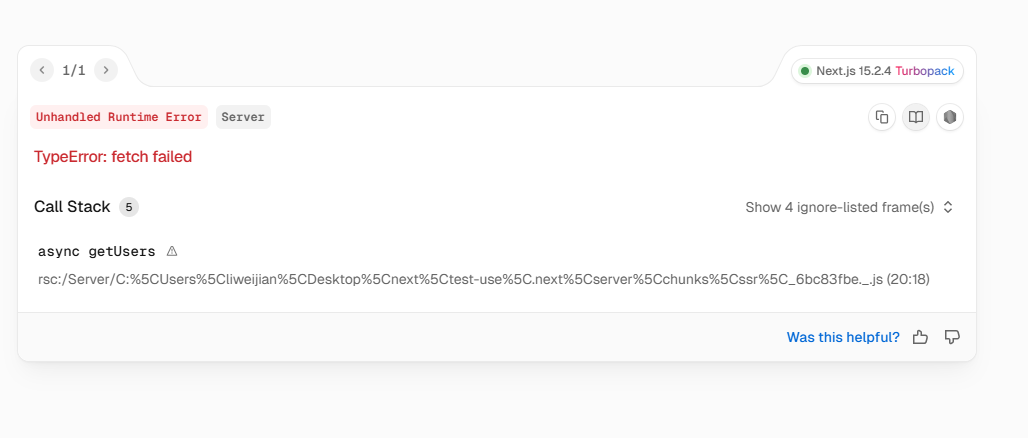 1/1
Next.js 15.2.4 Turbopack
Unhandled Runtime Error Server
TypeError: fetch failed
Call Stack 5
Show 4 ignore-listed frame(s)
async getUsers
rsc:/Server/C:%5CUsers%5Cliweijian%5CDesktop%5Cnext%5Ctest-use%5C.next%5Cserver%5Cchunks%5Cssr%5C_6bc83fbe._.js (20:18)
Was this helpful?